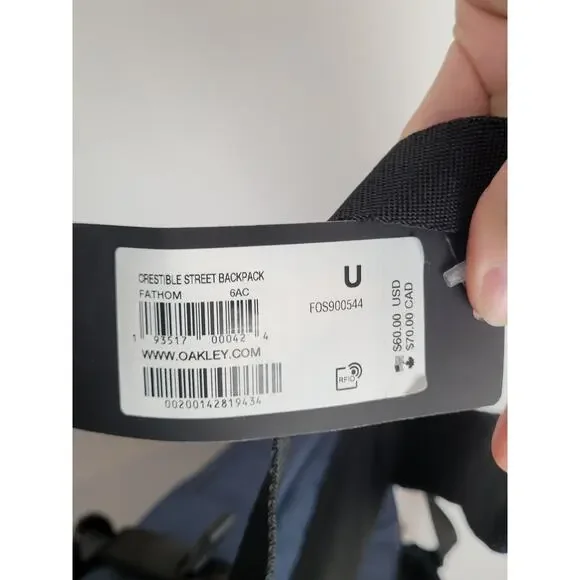 CRESTIBLE STREET BACKPACK
FATHOM 6AC
1 93517 00042 4
WWW.OAKLEY.COM
00200142819434
U
FOS900544
RFID
$60.00 USD
$70.00 CAD